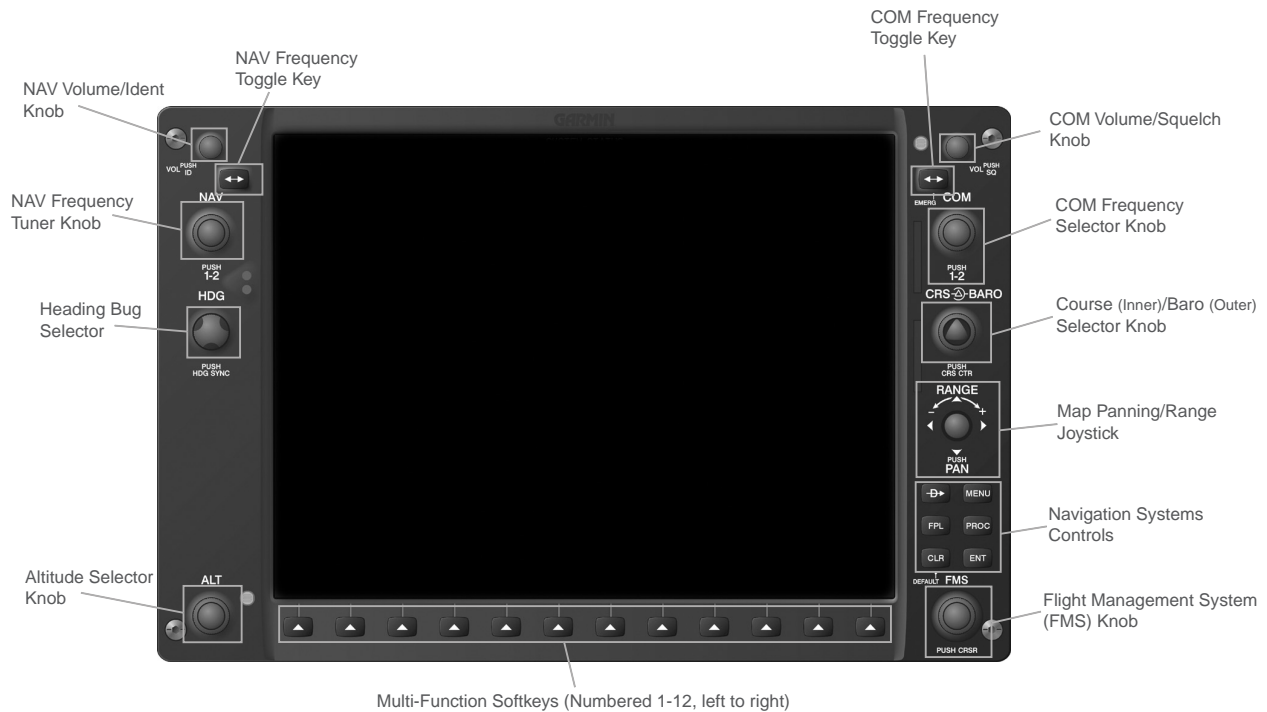 COM Frequency
Toggle Key
NAV Frequency
Toggle Key
NAV Volume/Ident
Knob
COM Volume/Squelch
Knob
NAV Frequency
Tuner Knob
COM Frequency
Selector Knob
Heading Bug
Selector
Course (Inner)/Baro (Outer)
Selector Knob
Map Panning/Range
Joystick
Navigation Systems
Controls
Altitude Selector
Knob
Flight Management System
(FMS) Knob
Multi-Function Softkeys (Numbered 1-12, left to right)
GARMIN
VOL PUSH
ID
NAV
PUSH
1-2
HDG
PUSH
HDG SYNC
ALT
VOL PUSH
SQ
EMERG
COM
PUSH
1-2
CRS BARO
PUSH
CRS CTR
RANGE
- +
PUSH
PAN
D MENU
FPL PROC
CLR ENT
DEFAULT FMS
PUSH CRSR